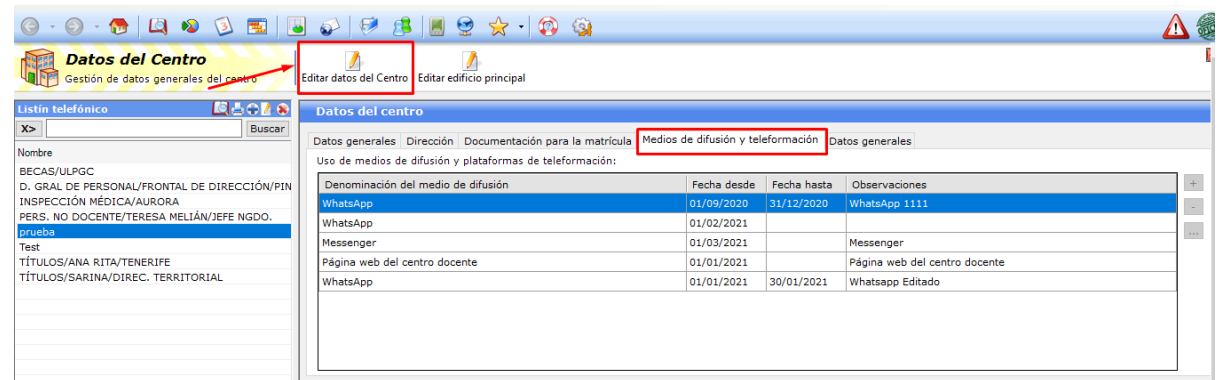 Datos del Centro
Gestión de datos generales del centro
Editar datos del Centro Editar edificio principal
Listín telefónico
X> Buscar
Nombre
BECAS/ULPGC
D. GRAL DE PERSONAL/FRONTAL DE DIRECCIÓN/PIN
INSPECCIÓN MÉDICA/AURORA
PERS. NO DOCENTE/TERESA MELIÁN/JEFE NGDO.
prueba
Test
TÍTULOS/ANA RITA/TENERIFE
TÍTULOS/SARINA/DIREC. TERRITORIAL
Datos del centro
Datos generales Dirección Documentación para la matrícula Medios de difusión y teleformación Datos generales
Uso de medios de difusión y plataformas de teleformación:
Denominación del medio de difusión Fecha desde Fecha hasta Observaciones
WhatsApp 01/09/2020 31/12/2020 WhatsApp 1111
WhatsApp 01/02/2021
Messenger 01/03/2021 Messenger
Página web del centro docente 01/01/2021 Página web del centro docente
WhatsApp 01/01/2021 30/01/2021 Whatsapp Editado
+
-
...